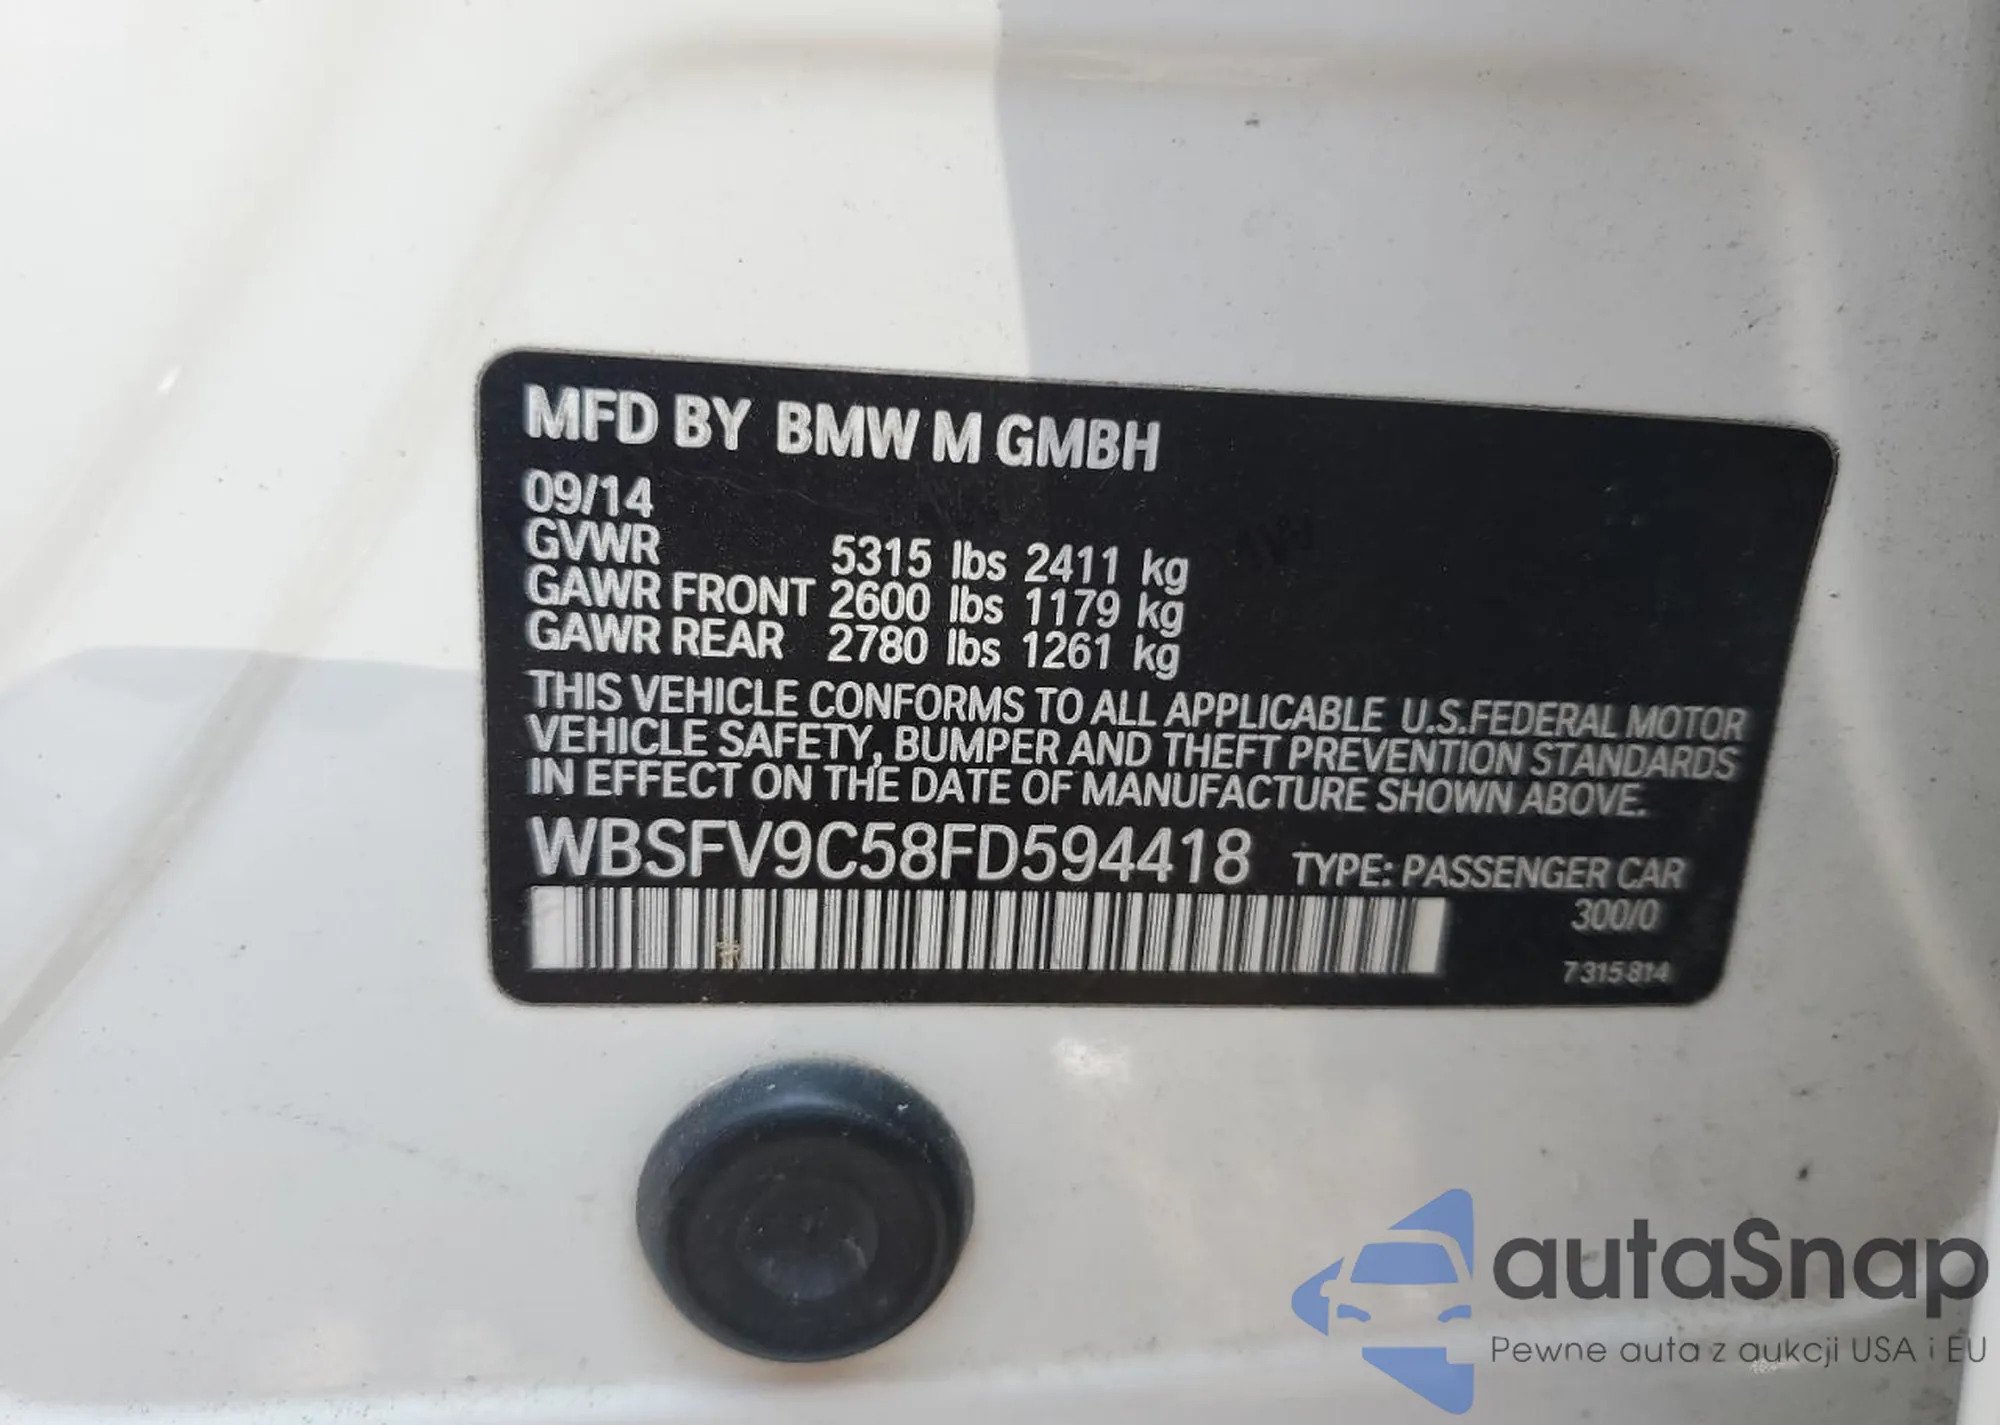 MFD BY BMW M GMBH
09/14
GVWR 5315 lbs 2411 kg
GAWR FRONT 2600 lbs 1179 kg
GAWR REAR 2780 lbs 1261 kg
THIS VEHICLE CONFORMS TO ALL APPLICABLE U.S.FEDERAL MOTOR
VEHICLE SAFETY, BUMPER AND THEFT PREVENTION STANDARDS
IN EFFECT ON THE DATE OF MANUFACTURE SHOWN ABOVE.
WBSFV9C58FD594418 TYPE: PASSENGER CAR
300/0
7 315 814
autaSnap
Pewne auta z aukcji USA i EU